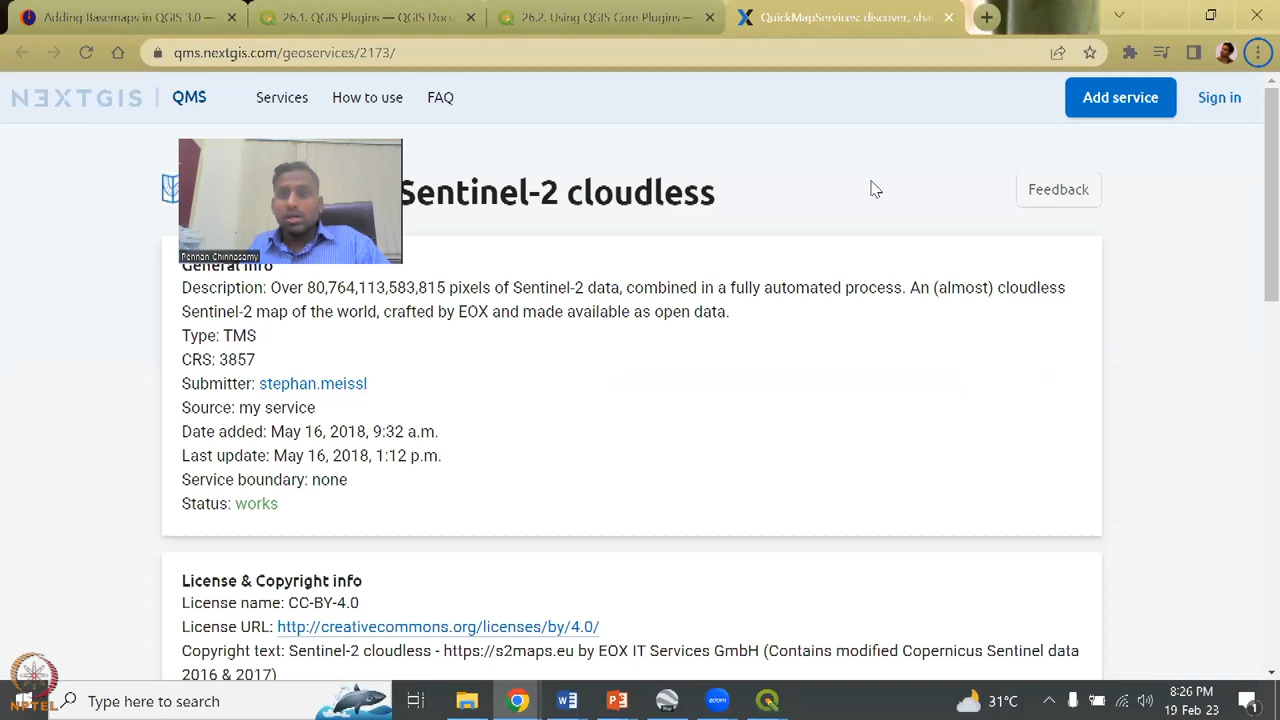 Adding Basemaps in QGIS 3.0 —
26.1. QGIS Plugins — QGIS Docu
26.2. Using QGIS Core Plugins —
QuickMapServices: discover, sha
qms.nextgis.com/geoservices/2173/
NEXTGIS
QMS
Services
How to use
FAQ
Add service
Sign in
Sentinel-2 cloudless
Feedback
Pennan Chinnasamy
General info
Description: Over 80,764,113,583,815 pixels of Sentinel-2 data, combined in a fully automated process. An (almost) cloudless
Sentinel-2 map of the world, crafted by EOX and made available as open data.
Type: TMS
CRS: 3857
Submitter: stephan.meissl
Source: my service
Date added: May 16, 2018, 9:32 a.m.
Last update: May 16, 2018, 1:12 p.m.
Service boundary: none
Status: works
License & Copyright info
License name: CC-BY-4.0
License URL: http://creativecommons.org/licenses/by/4.0/
Copyright text: Sentinel-2 cloudless - https://s2maps.eu by EOX IT Services GmbH (Contains modified Copernicus Sentinel data
2016 & 2017)
NPTEL
Type here to search
31°C
8:26 PM
19 Feb 23
1